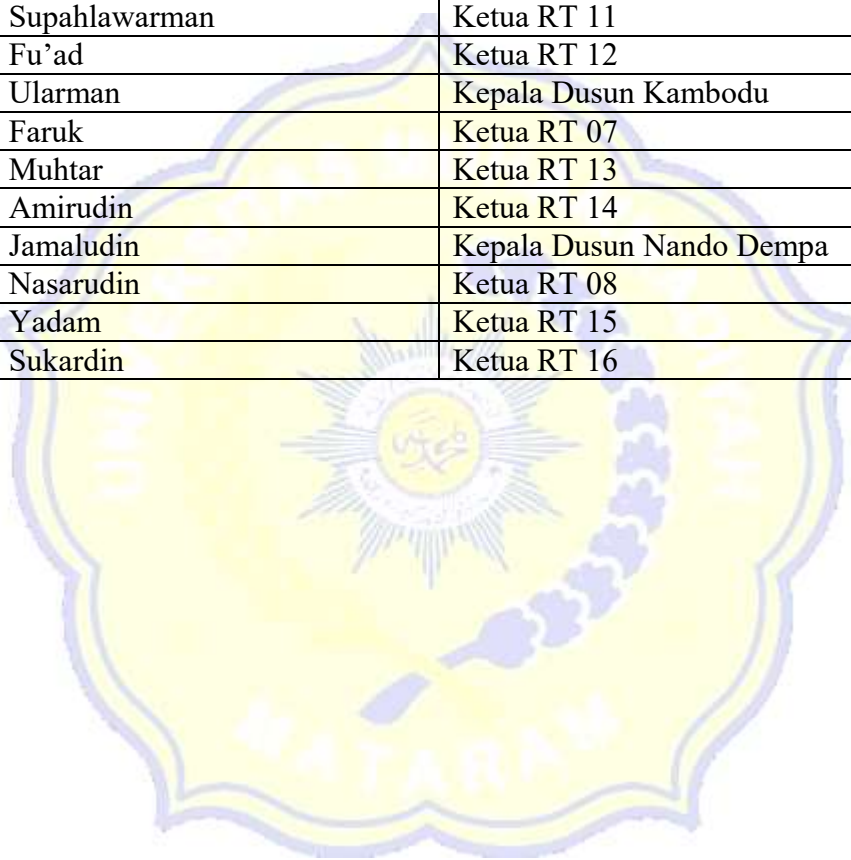 Supahlawarman Ketua RT 11
Fu’ad Ketua RT 12
Ularman Kepala Dusun Kambodu
Faruk Ketua RT 07
Muhtar Ketua RT 13
Amirudin Ketua RT 14
Jamaludin Kepala Dusun Nando Dempa
Nasarudin Ketua RT 08
Yadam Ketua RT 15
Sukardin Ketua RT 16
MATARAM